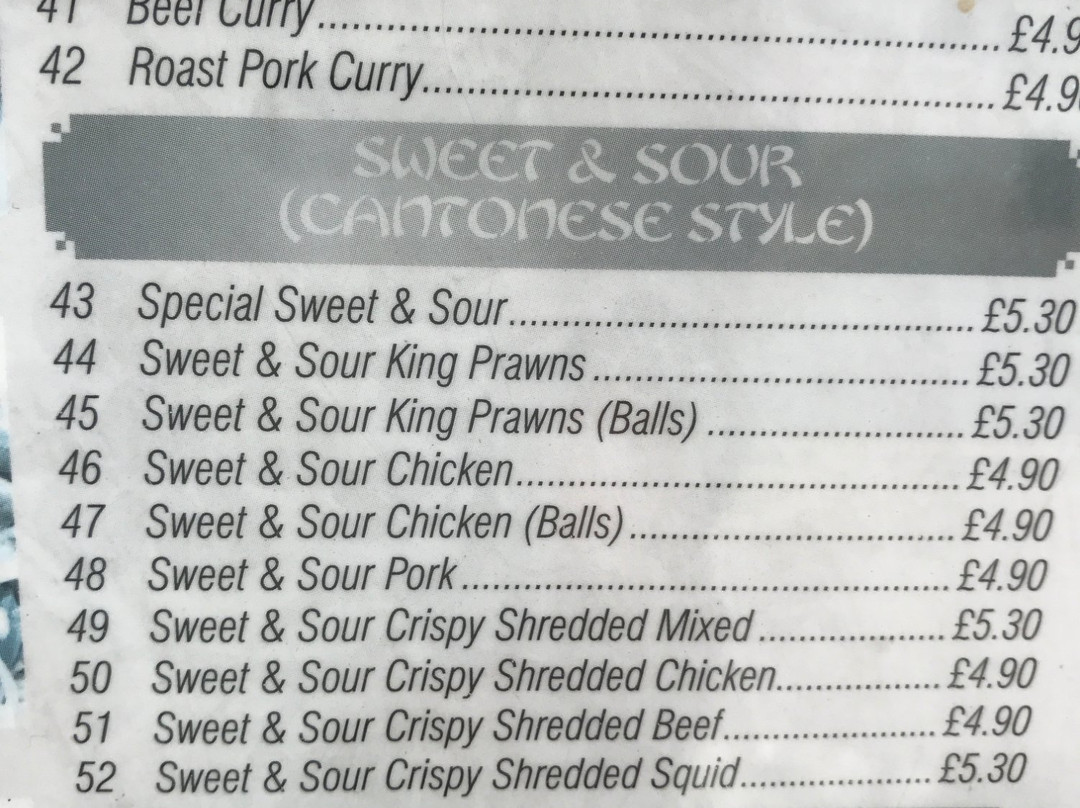 41 Beef Curry........................................................ £4.9
42 Roast Pork Curry................................................ £4.9
SWEET & SOUR
(CANTONESE STYLE)
43 Special Sweet & Sour....................................... £5.30
44 Sweet & Sour King Prawns ............................... £5.30
45 Sweet & Sour King Prawns (Balls) ..................... £5.30
46 Sweet & Sour Chicken..................................... £4.90
47 Sweet & Sour Chicken (Balls)........................... £4.90
48 Sweet & Sour Pork.......................................... £4.90
49 Sweet & Sour Crispy Shredded Mixed ............... £5.30
50 Sweet & Sour Crispy Shredded Chicken............. £4.90
51 Sweet & Sour Crispy Shredded Beef.................. £4.90
52 Sweet & Sour Crispy Shredded Squid................ £5.30